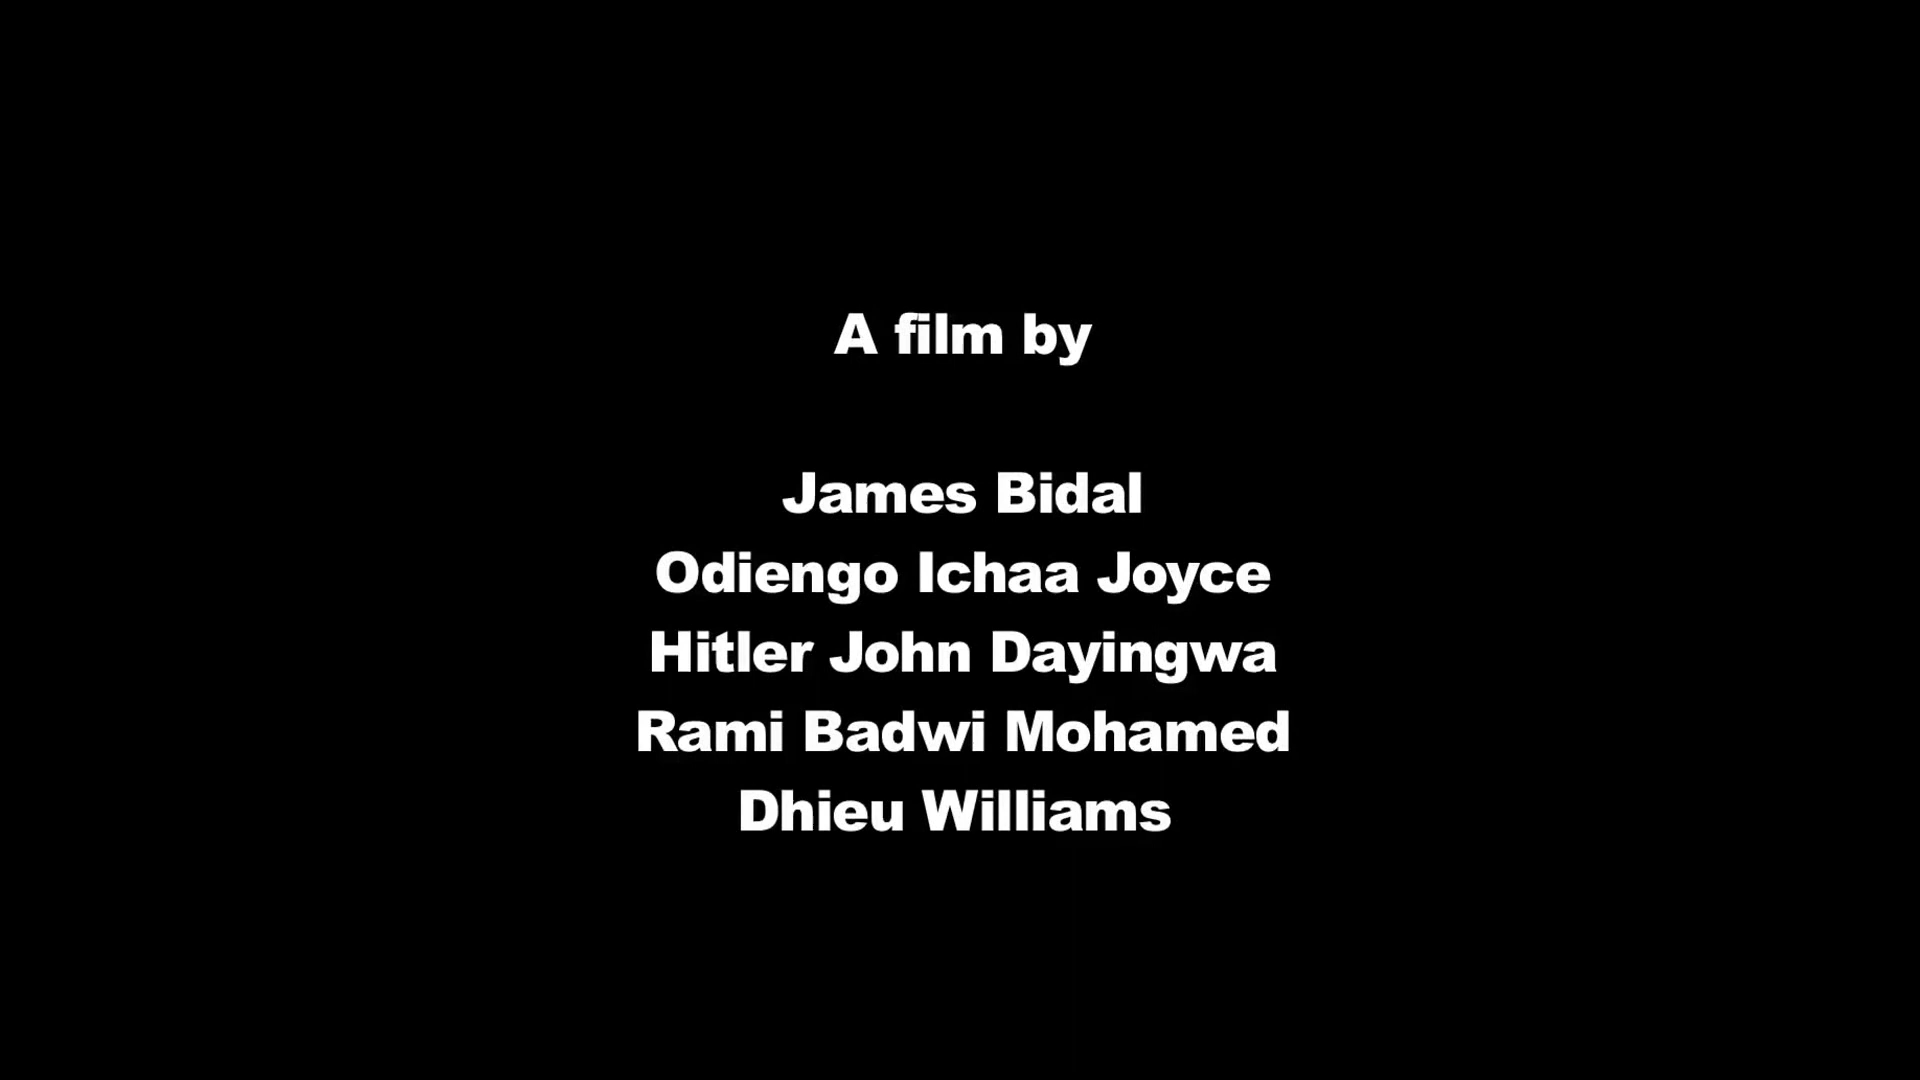 A film by
James Bidal
Odiengo Ichaa Joyce
Hitler John Dayingwa
Rami Badwi Mohamed
Dhieu Williams